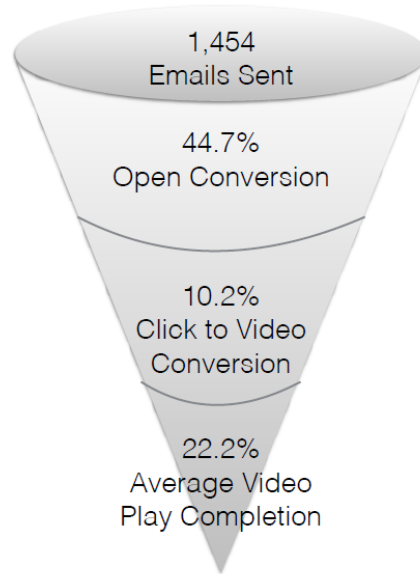 1,454
Emails Sent
44.7%
Open Conversion
10.2%
Click to Video
Conversion
22.2%
Average Video
Play Completion